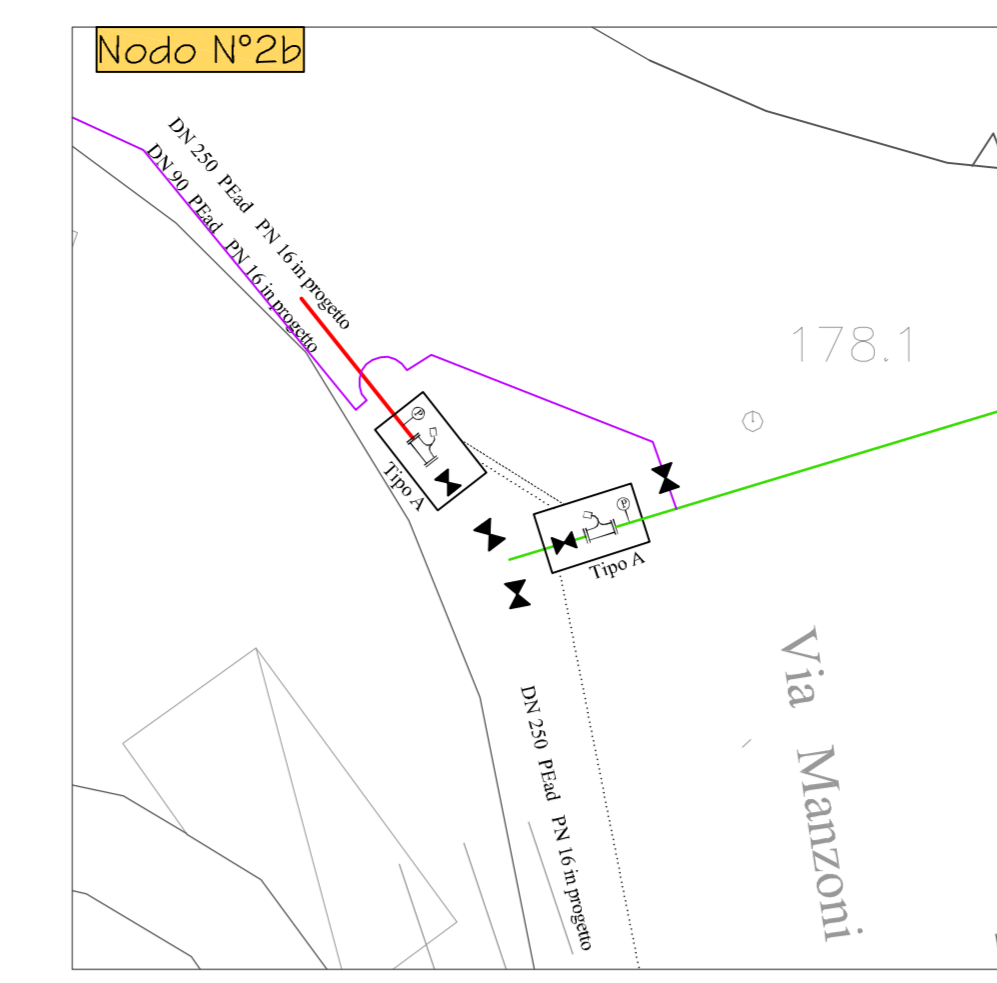 Nodo N°2b
DN 250 PEad PN 16 in progetto
DN 90 PEad PN 16 in progetto
178.1
P
Tipo A
P
Tipo A
DN 250 PEad PN 16 in progetto
Via Manzoni